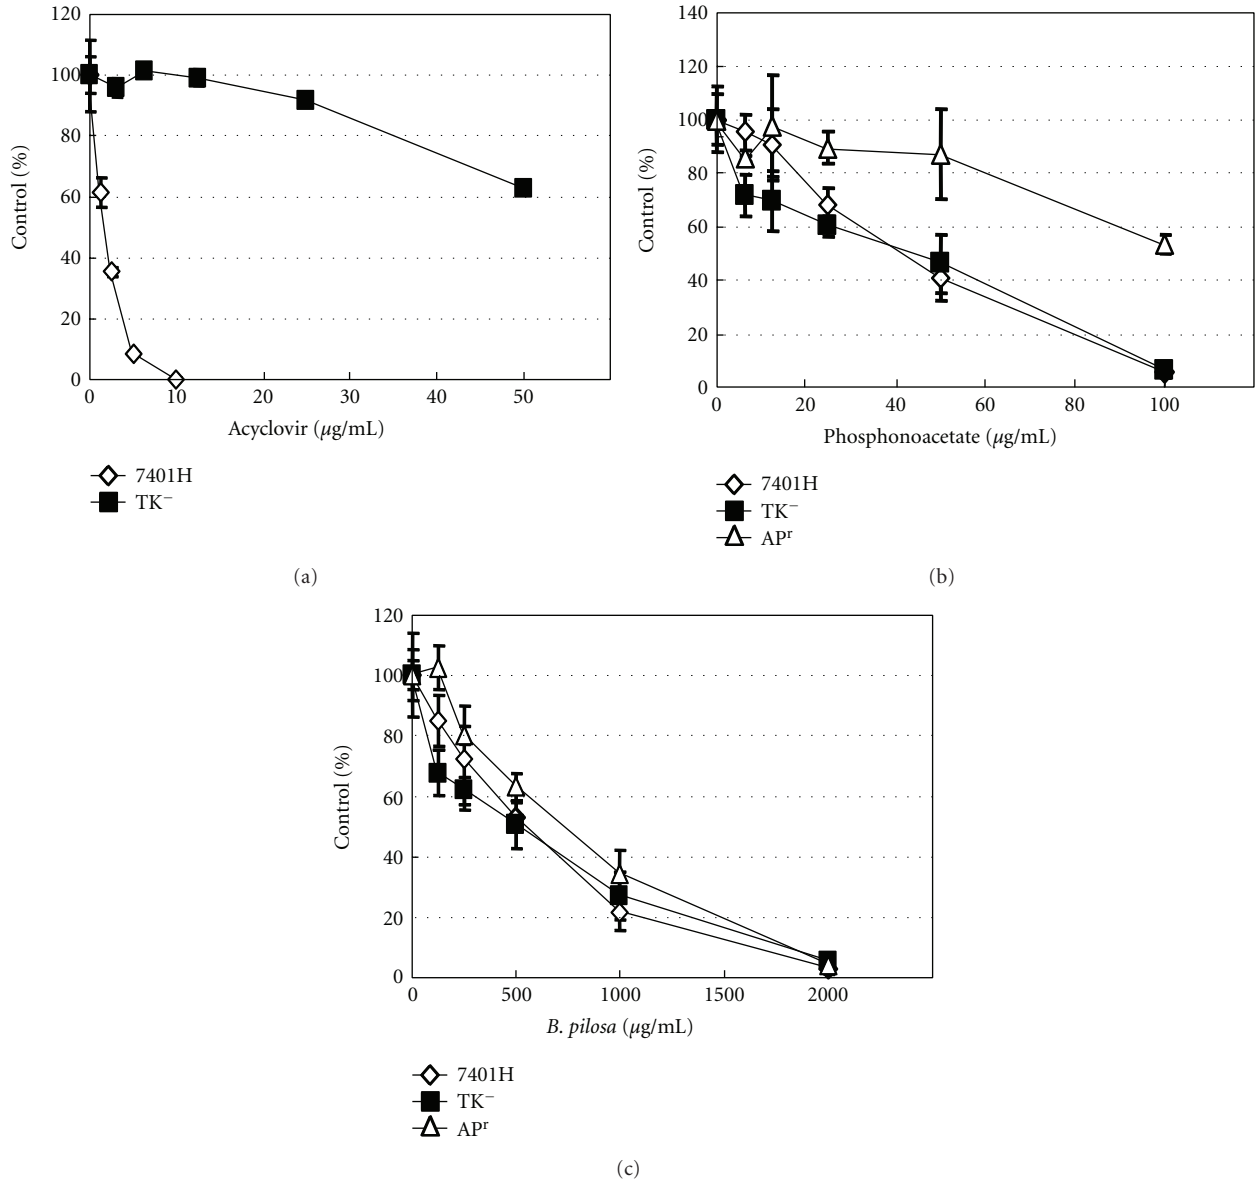 120
100
80
60
40
20
0
Control (%)
0 10 20 30 40 50
Acyclovir (µg/mL)
7401H
TK−
(a)
140
120
100
80
60
40
20
0
Control (%)
0 20 40 60 80 100
Phosphonoacetate (µg/mL)
7401H
TK−
APr
(b)
120
100
80
60
40
20
0
Control (%)
0 500 1000 1500 2000
B. pilosa (µg/mL)
7401H
TK−
APr
(c)